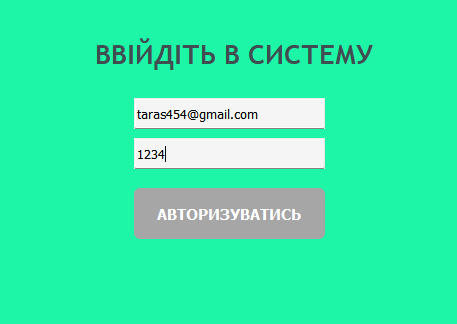 ВВІЙДІТЬ В СИСТЕМУ
taras454@gmail.com
1234
АВТОРИЗУВАТИСЬ